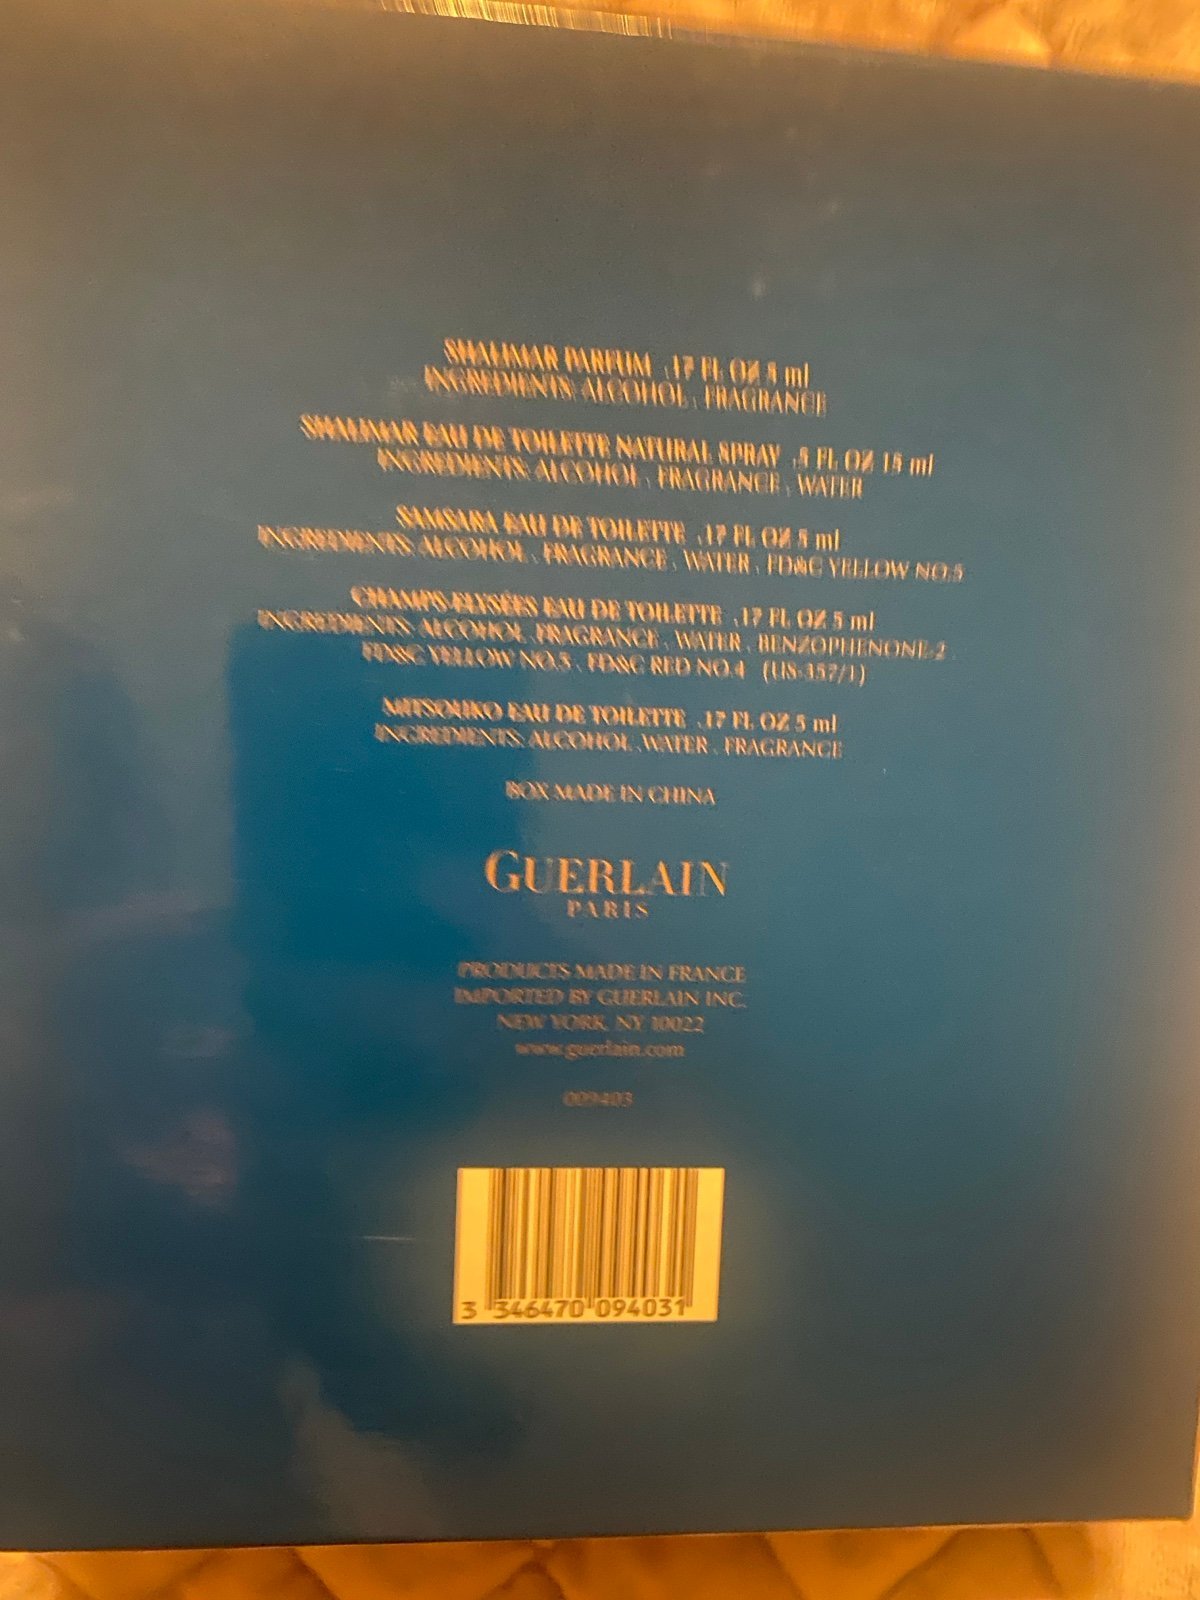 SHALIMAR PARFUM .17 FL OZ 5 ml
INGREDIENTS: ALCOHOL, FRAGRANCE
SHALIMAR EAU DE TOILETTE NATURAL SPRAY .5 FL OZ 15 ml
INGREDIENTS: ALCOHOL, FRAGRANCE, WATER
SAMSARA EAU DE TOILETTE .17 FL OZ 5 ml
INGREDIENTS: ALCOHOL, FRAGRANCE, WATER, FD&C YELLOW NO.5
CHAMPS-ELYSÉES EAU DE TOILETTE .17 FL OZ 5 ml
INGREDIENTS: ALCOHOL, FRAGRANCE, WATER, BENZOPHENONE-2,
FD&C YELLOW NO.5, FD&C RED NO.4 (US-357/1)
MITSOUKO EAU DE TOILETTE .17 FL OZ 5 ml
INGREDIENTS: ALCOHOL, WATER, FRAGRANCE
BOX MADE IN CHINA
GUERLAIN
PARIS
PRODUCTS MADE IN FRANCE
IMPORTED BY GUERLAIN INC.
NEW YORK, NY 10022
www.guerlain.com
009403
3 346470 094031